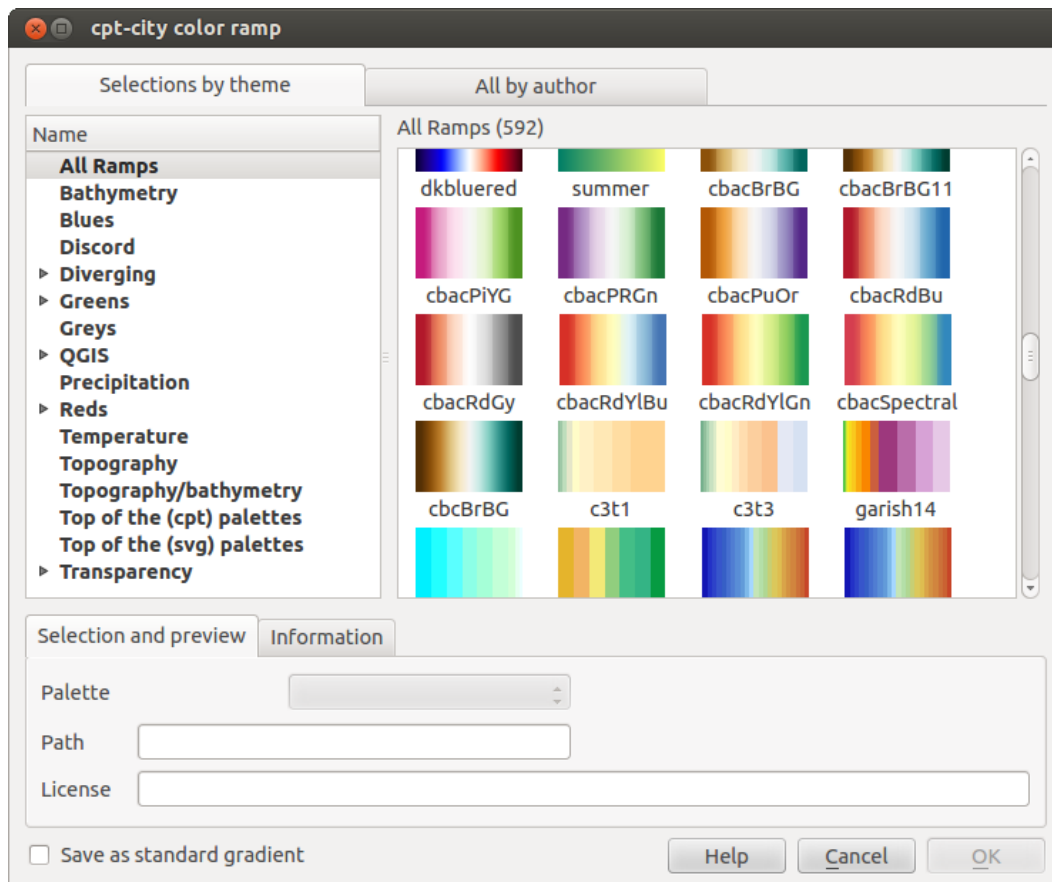 cpt-city color ramp
Selections by theme
All by author
Name
All Ramps
Bathymetry
Blues
Discord
Diverging
Greens
Greys
QGIS
Precipitation
Reds
Temperature
Topography
Topography/bathymetry
Top of the (cpt) palettes
Top of the (svg) palettes
Transparency
All Ramps (592)
dkbluered summer cbacBrBG cbacBrBG11
cbacPiYG cbacPRGn cbacPuOr cbacRdBu
cbacRdGy cbacRdYlBu cbacRdYlGn cbacSpectral
cbcBrBG c3t1 c3t3 garish14
Selection and preview
Information
Palette
Path
License
Save as standard gradient
Help
Cancel
OK